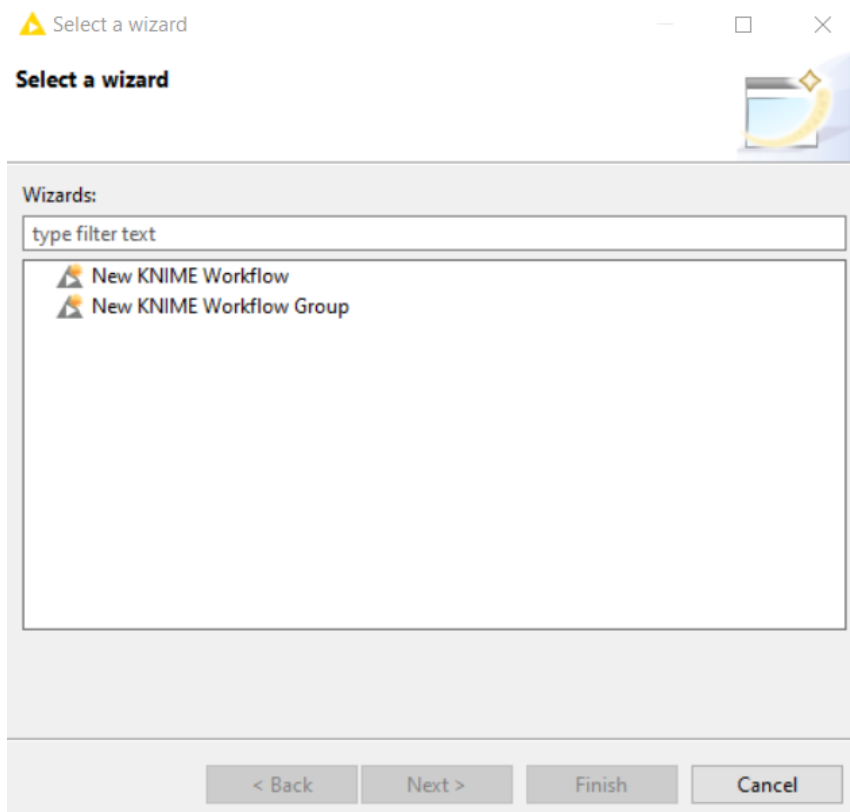 Select a wizard
Select a wizard
Wizards:
type filter text
New KNIME Workflow
New KNIME Workflow Group
< Back Next > Finish Cancel